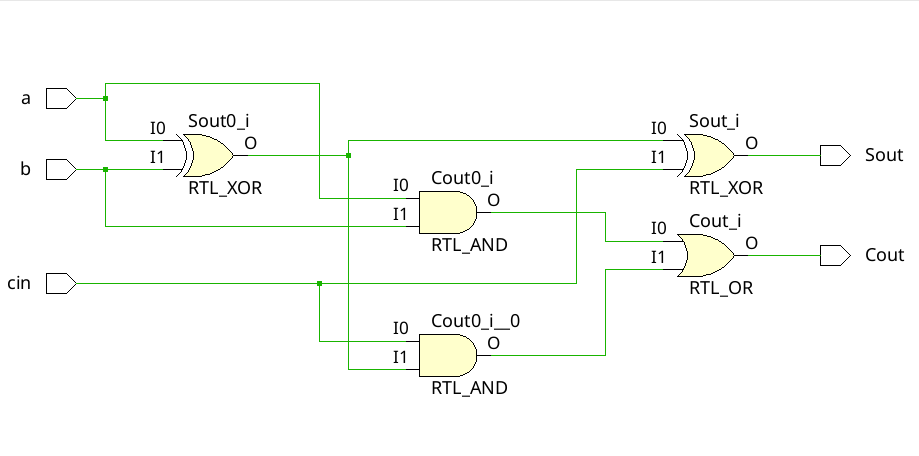 a
I0
Sout0_i
O
I1
RTL_XOR
b
cin
I0
Cout0_i
O
I1
RTL_AND
I0
Cout0_i__0
O
I1
RTL_AND
I0
Sout_i
O
I1
RTL_XOR
Sout
I0
Cout_i
O
I1
RTL_OR
Cout